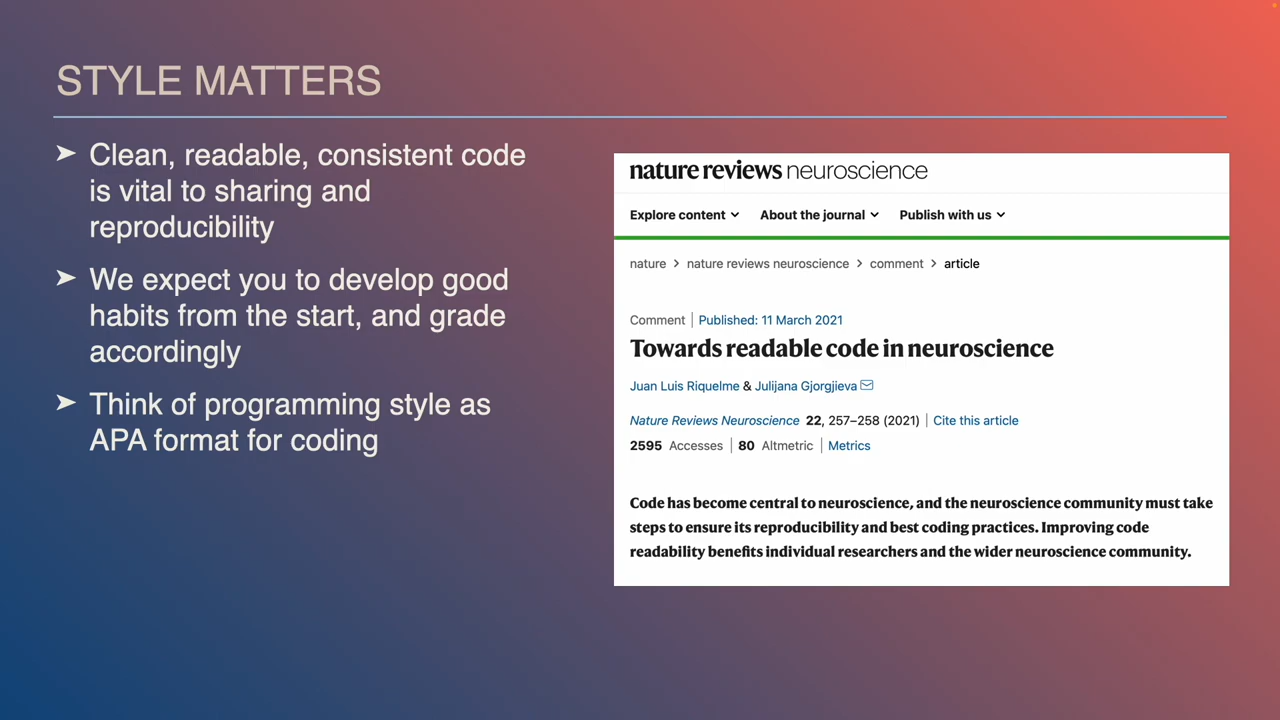 STYLE MATTERS
➤ Clean, readable, consistent code
is vital to sharing and
reproducibility
➤ We expect you to develop good
habits from the start, and grade
accordingly
➤ Think of programming style as
APA format for coding
nature reviews neuroscience
Explore content About the journal Publish with us
nature > nature reviews neuroscience > comment > article
Comment | Published: 11 March 2021
Towards readable code in neuroscience
Juan Luis Riquelme & Julijana Gjorgjieva
Nature Reviews Neuroscience 22, 257–258 (2021) | Cite this article
2595 Accesses | 80 Altmetric | Metrics
Code has become central to neuroscience, and the neuroscience community must take
steps to ensure its reproducibility and best coding practices. Improving code
readability benefits individual researchers and the wider neuroscience community.